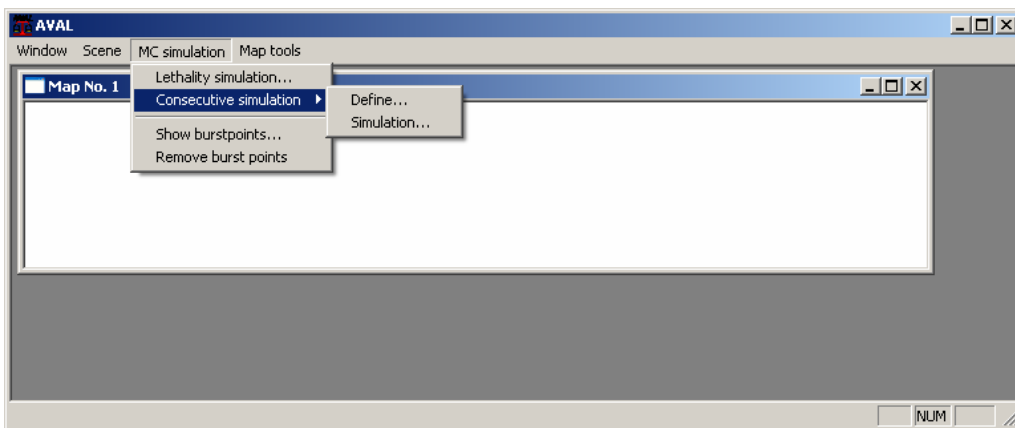 AVAL
Window Scene MC simulation Map tools
Map No. 1
Lethality simulation...
Consecutive simulation
Define...
Simulation...
Show burstpoints...
Remove burst points
NUM